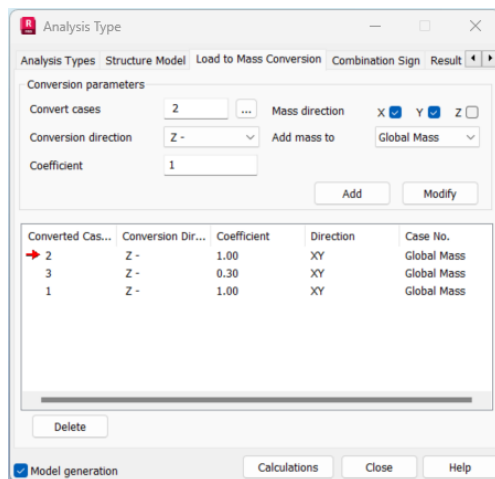 Analysis Type
Analysis Types Structure Model Load to Mass Conversion Combination Sign Result
Conversion parameters
Convert cases 2 ... Mass direction X Y Z
Conversion direction Z - Add mass to Global Mass
Coefficient 1
Add Modify
Converted Cas... Conversion Dir... Coefficient Direction Case No.
2 Z - 1.00 XY Global Mass
3 Z - 0.30 XY Global Mass
1 Z - 1.00 XY Global Mass
Delete
Model generation Calculations Close Help